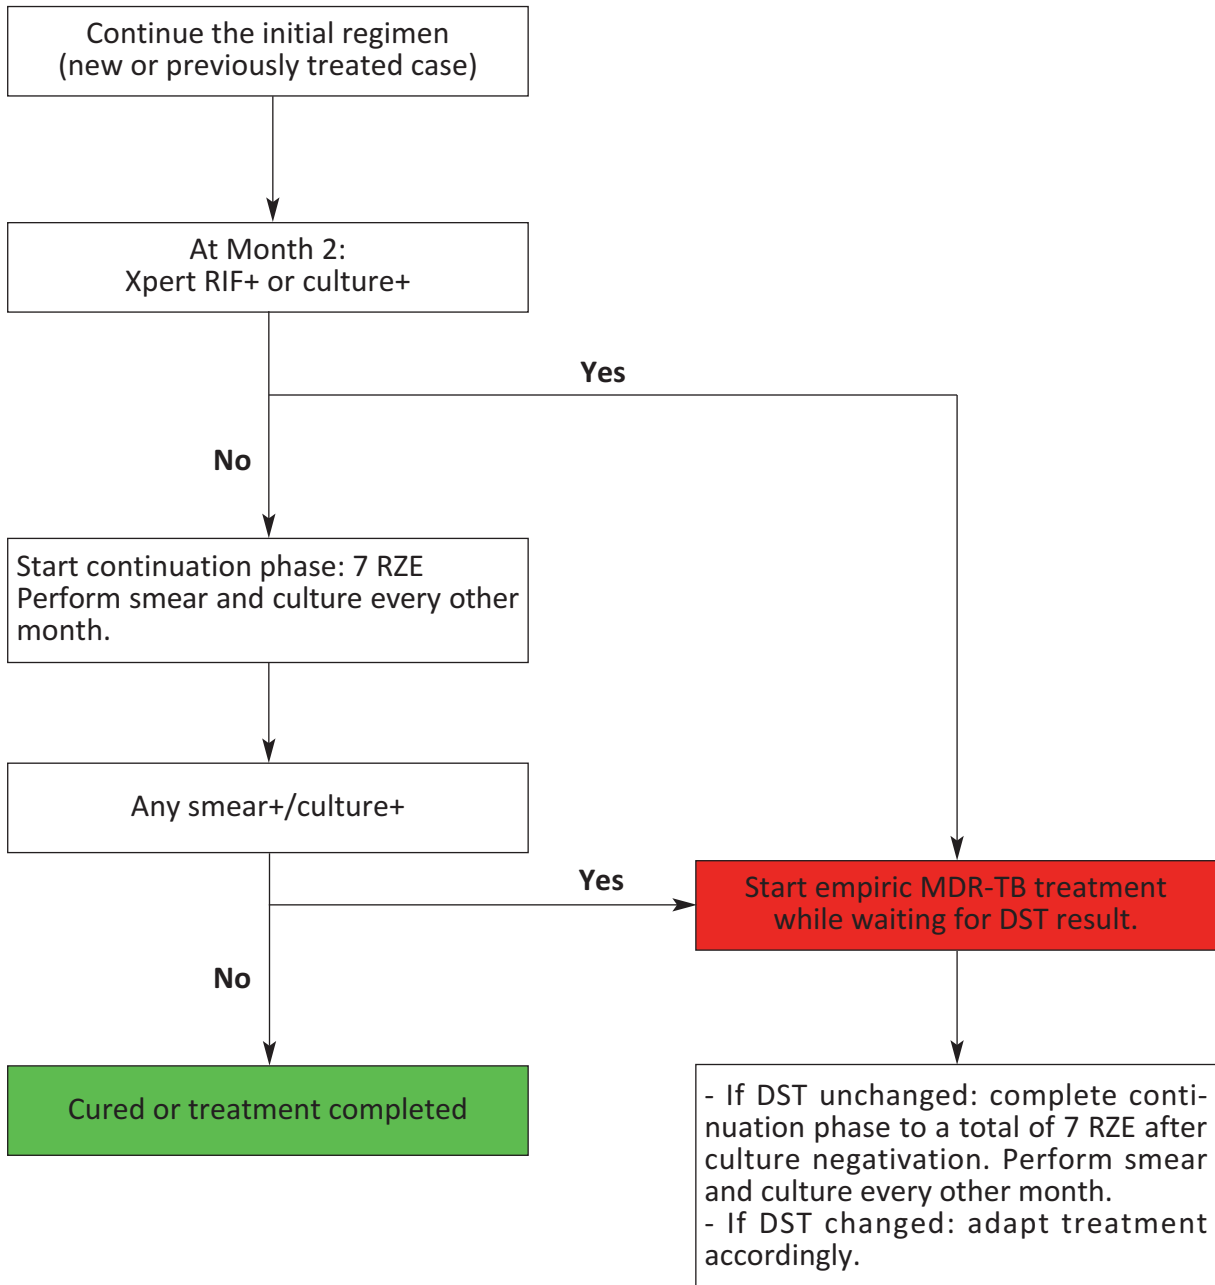 Continue the initial regimen
(new or previously treated case)
At Month 2:
Xpert RIF+ or culture+
Yes
No
Start continuation phase: 7 RZE
Perform smear and culture every other
month.
Any smear+/culture+
Yes
Start empiric MDR-TB treatment
while waiting for DST result.
No
Cured or treatment completed
- If DST unchanged: complete conti-
nuation phase to a total of 7 RZE after
culture negativation. Perform smear
and culture every other month.
- If DST changed: adapt treatment
accordingly.